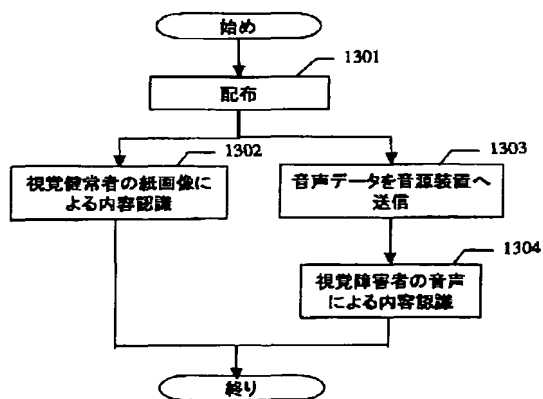 始め
1301
配布
1302
視覚健常者の紙画像に
よる内容認識
1303
音声データを音源装置へ
送信
1304
視覚障害者の音声
による内容認識
終り